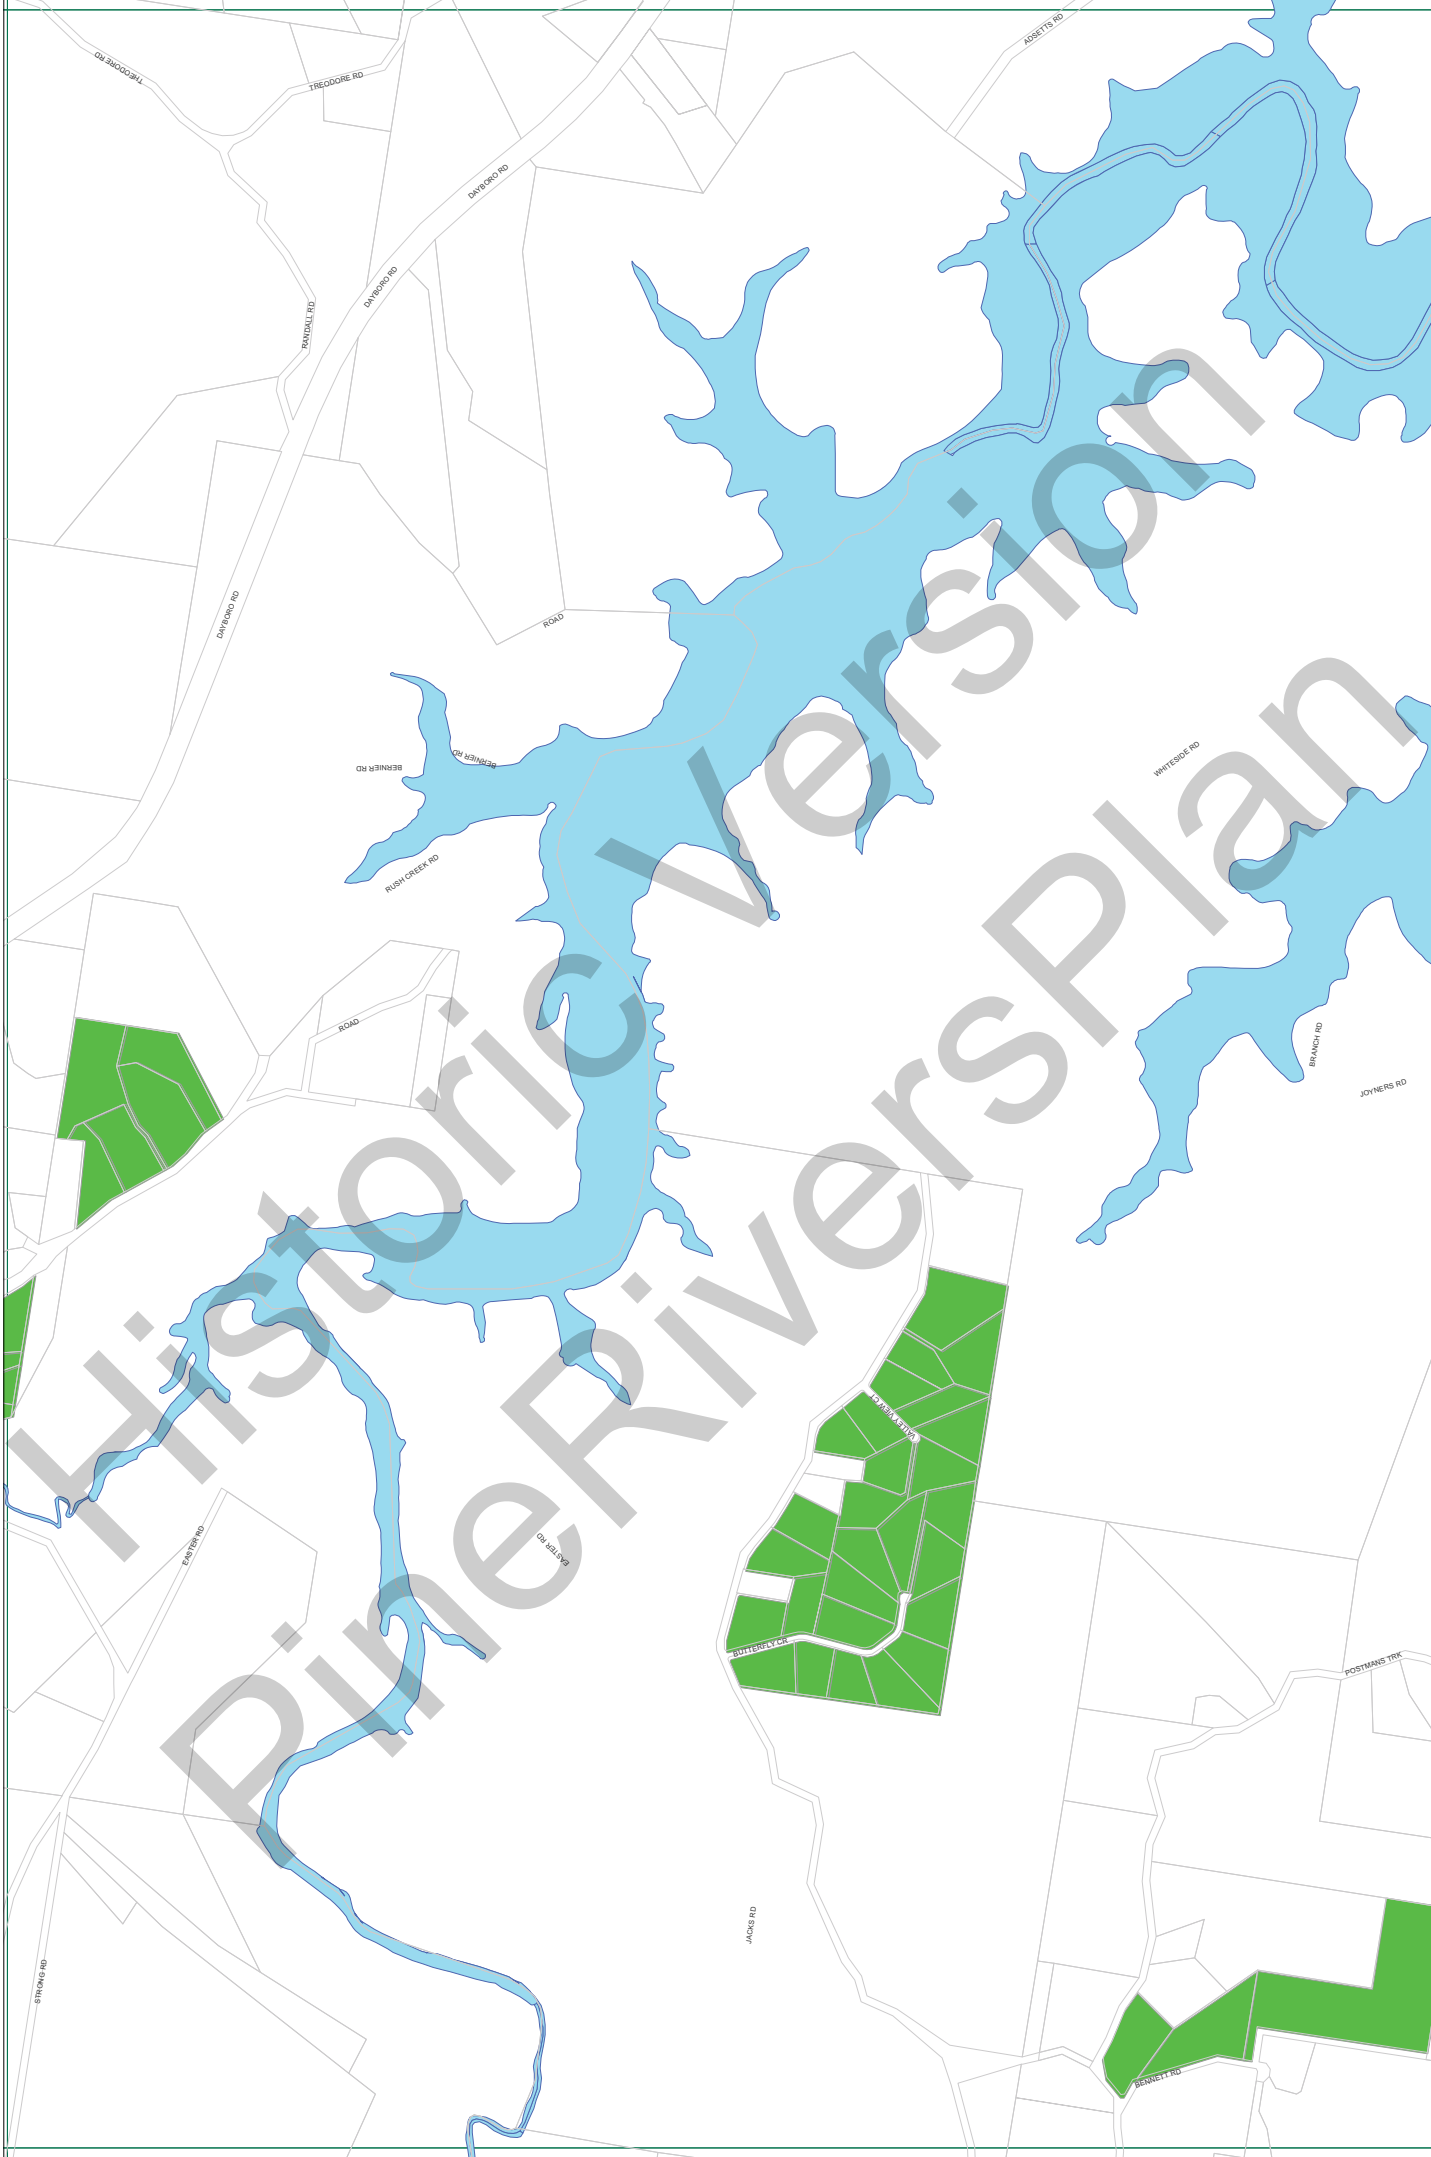 ADSETTS RD
THEODORE RD
TREODORE RD
DAYBORO RD
DAYBORO RD
RANDALL RD
DAYBORO RD
ROAD
BERNIER RD
BERNIER RD
WHITESIDE RD
RUSH CREEK RD
ROAD
BRANCH RD
JOYNERS RD
VALLEY VIEW CT
EASTER RD
EASTER RD
BUTTERFLY CR
POSTMANS TRK
JACKS RD
STRONG RD
BENNETT RD
Historic Version
PineRiversPlan